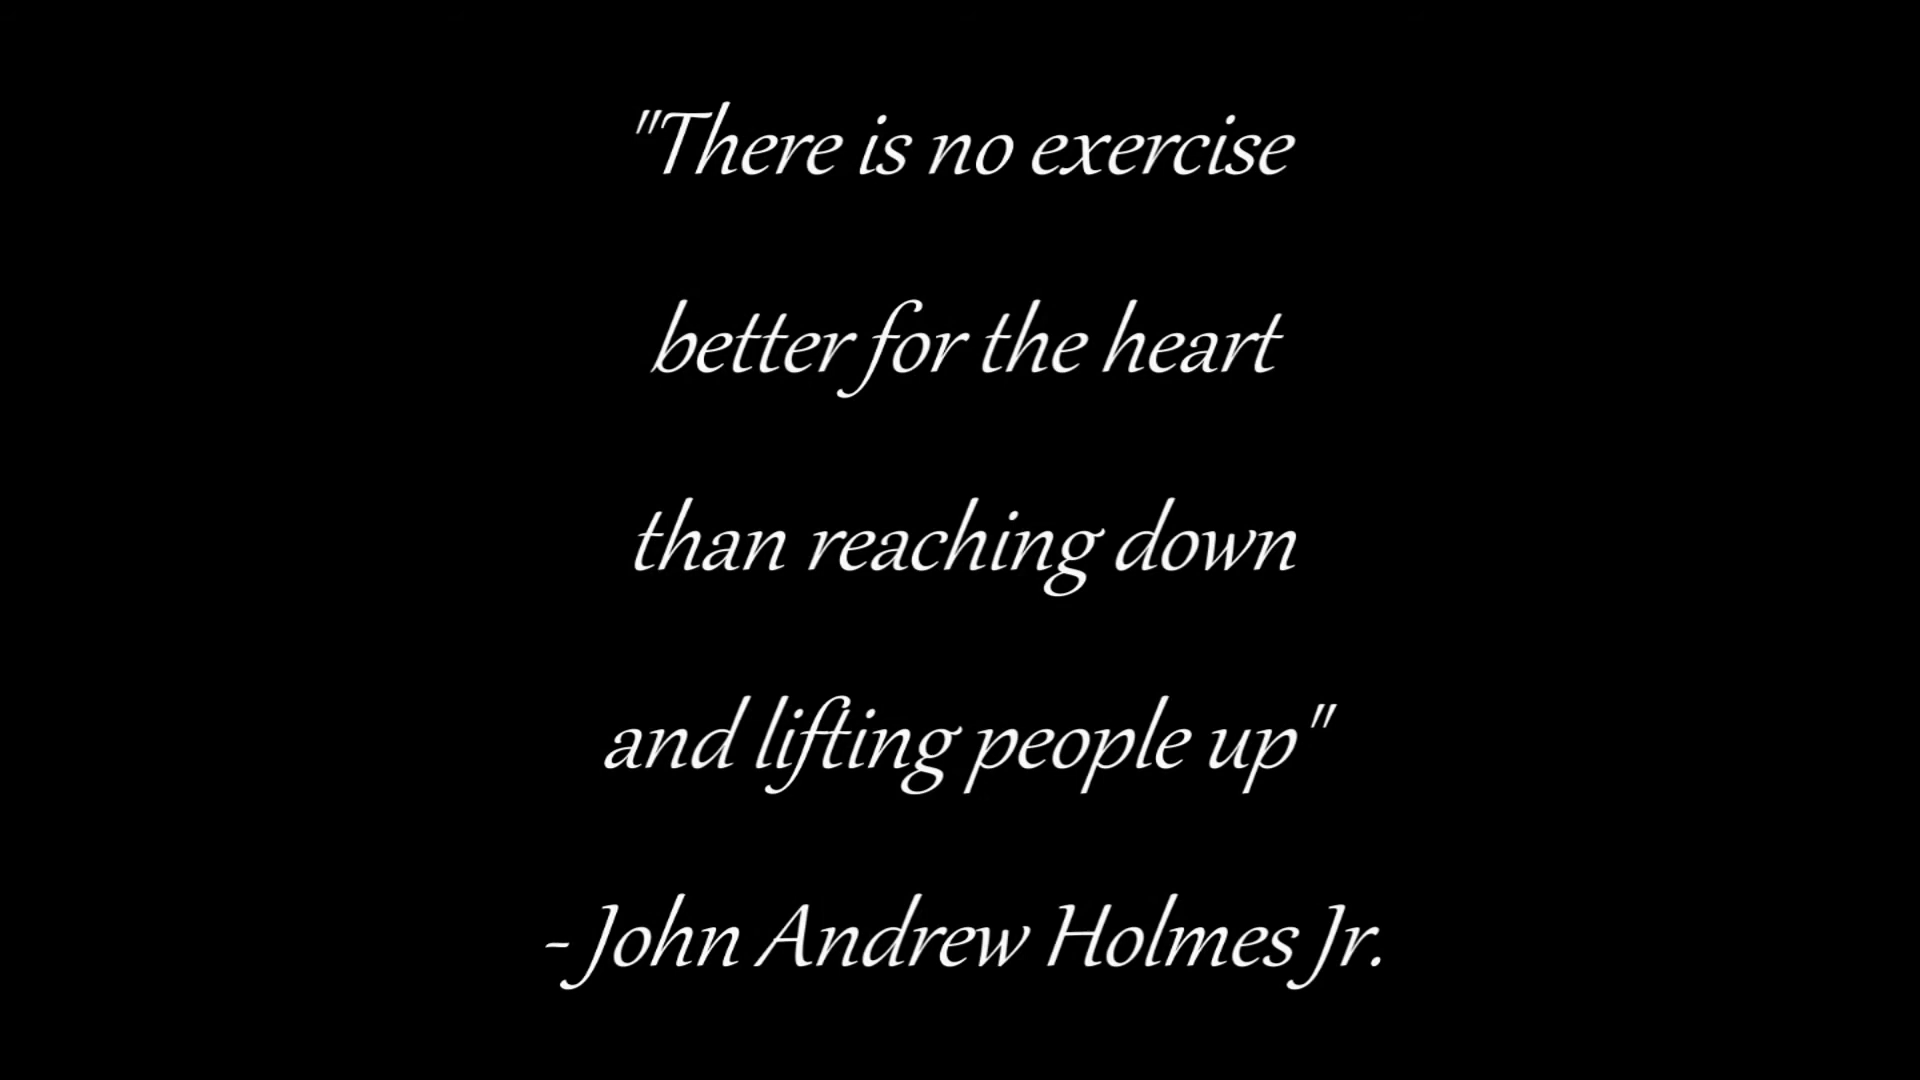 "There is no exercise
better for the heart
than reaching down
and lifting people up"
- John Andrew Holmes Jr.